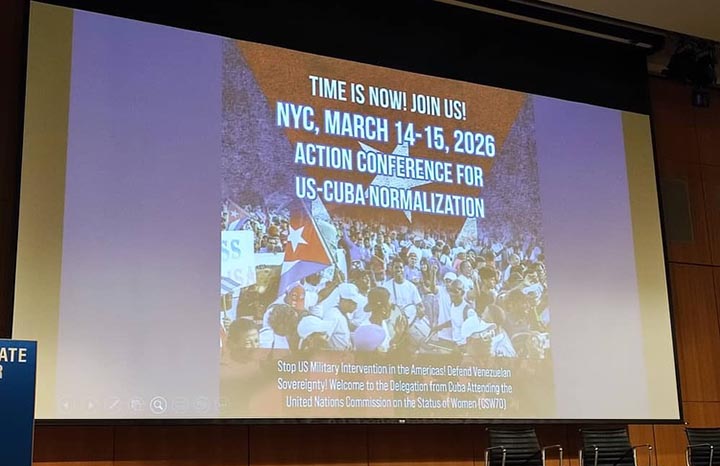 TIME IS NOW! JOIN US!
NYC, MARCH 14-15, 2026
ACTION CONFERENCE FOR
US-CUBA NORMALIZATION
SS
Stop US Military Intervention in the Americas! Defend Venezuelan
Sovereignty! Welcome to the Delegation from Cuba Attending the
United Nations Commission on the Status of Women (CSW70)
ATE
R